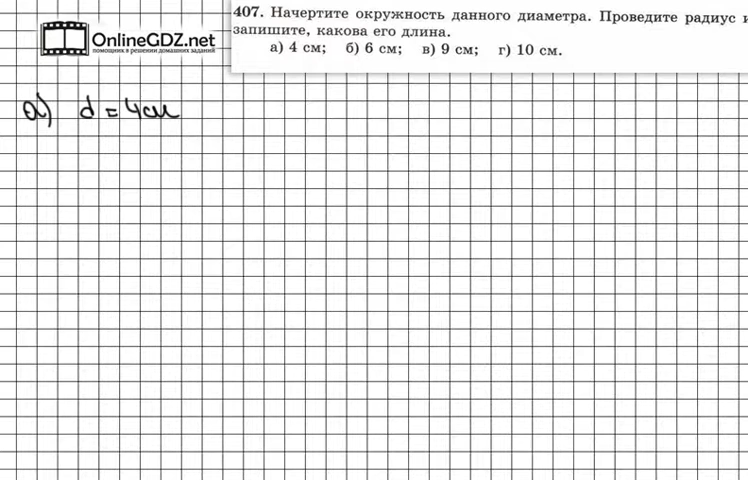 OnlineGDZ.net
помощник в решении домашних заданий
407. Начертите окружность данного диаметра. Проведите радиус и
запишите, какова его длина.
а) 4 см; б) 6 см; в) 9 см; г) 10 см.
а) d = 4см